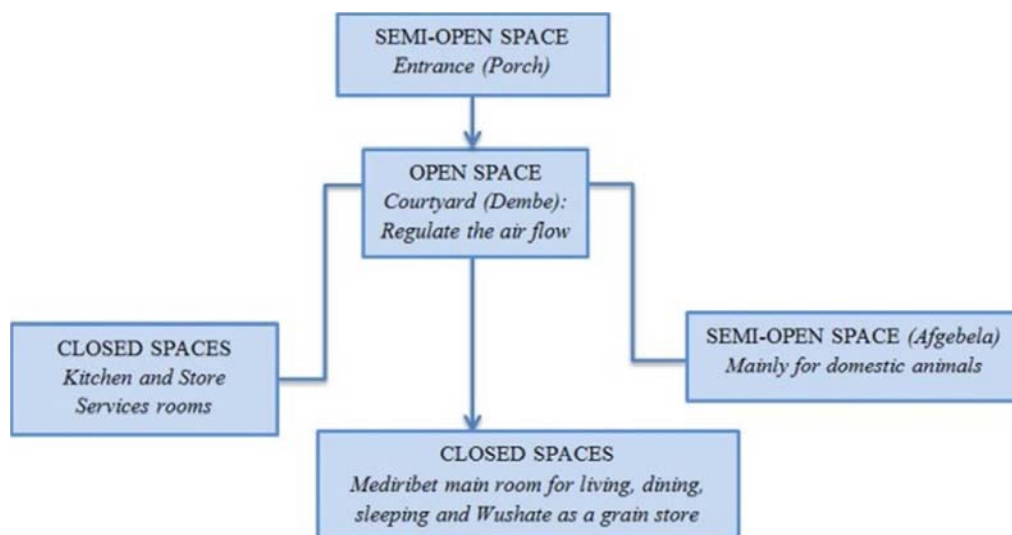 SEMI-OPEN SPACE
Entrance (Porch)
OPEN SPACE
Courtyard (Dembe):
Regulate the air flow
CLOSED SPACES
Kitchen and Store
Services rooms
SEMI-OPEN SPACE (Afgebela)
Mainly for domestic animals
CLOSED SPACES
Mediribet main room for living, dining,
sleeping and Wushate as a grain store